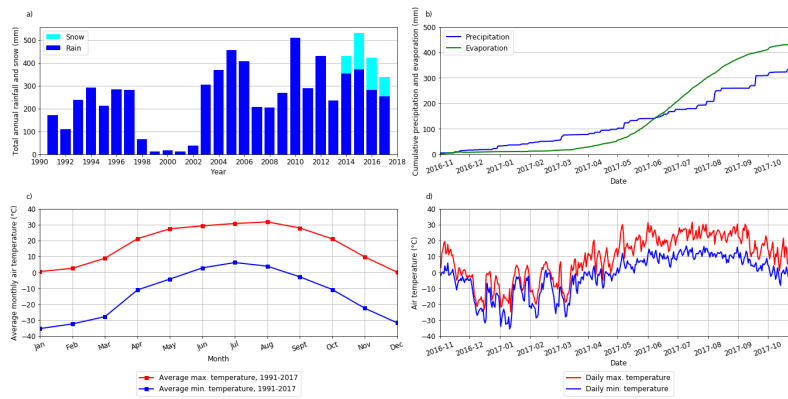 a)
Total annual rainfall and snow (mm)
500
400
300
200
100
0
Snow
Rain
1990
1992
1994
1996
1998
2000
2002
2004
2006
2008
2010
2012
2014
2016
2018
Year
b)
Cumulative precipitation and evaporation (mm)
500
400
300
200
100
0
Precipitation
Evaporation
2016-11
2016-12
2017-01
2017-02
2017-03
2017-04
2017-05
2017-06
2017-07
2017-08
2017-09
2017-10
Date
c)
Average monthly air temperature (°C)
40
30
20
10
0
−10
−20
−30
−40
Jan
Feb
Mar
Apr
May
Jun
Jul
Aug
Sept
Oct
Nov
Dec
Month
Average max. temperature, 1991-2017
Average min. temperature, 1991-2017
d)
Air temperature (°C)
40
30
20
10
0
−10
−20
−30
−40
2016-11
2016-12
2017-01
2017-02
2017-03
2017-04
2017-05
2017-06
2017-07
2017-08
2017-09
2017-10
Date
Daily max. temperature
Daily min. temperature